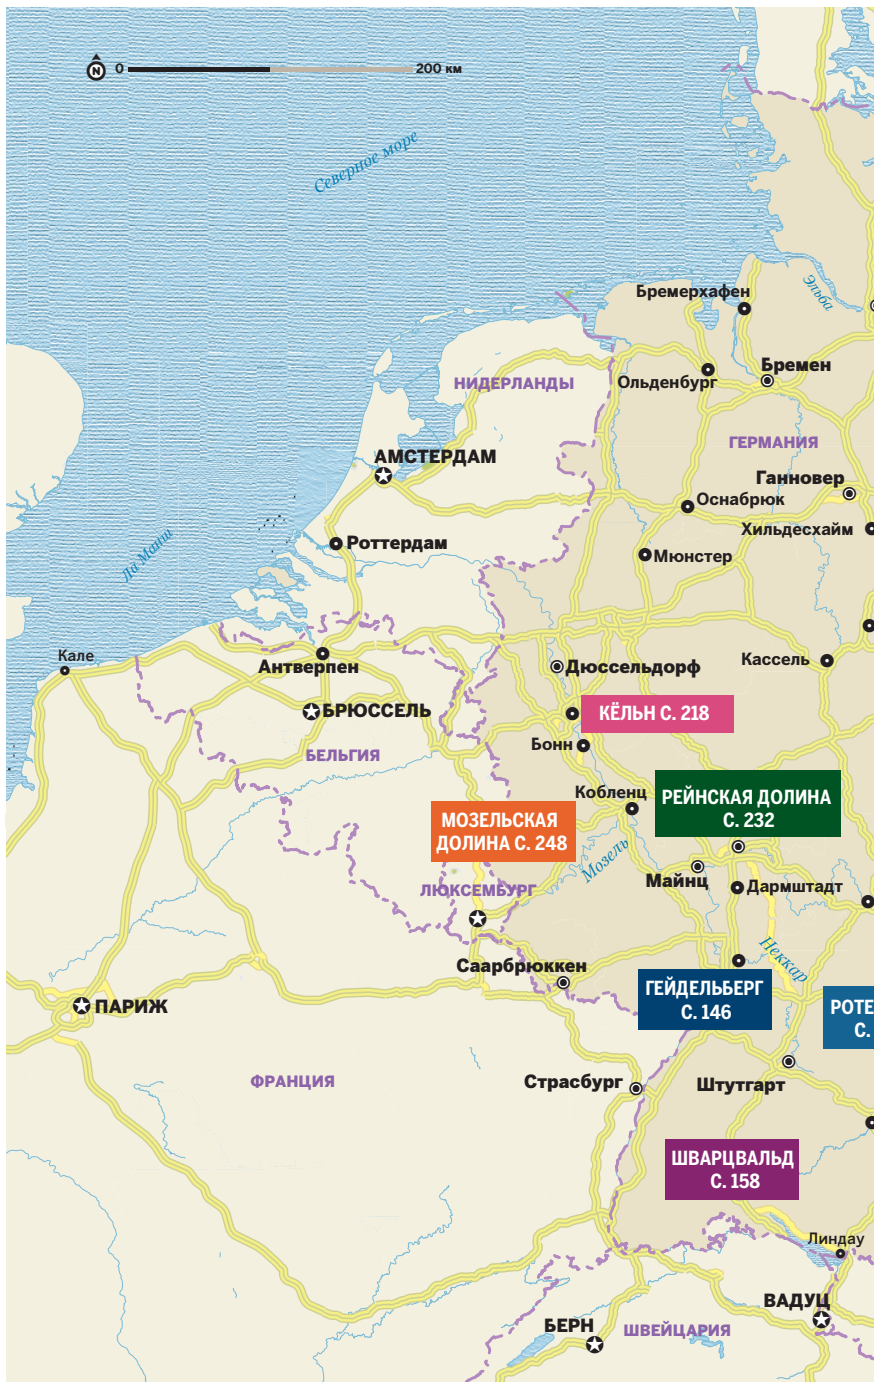 N
0
200 км
Северное море
Эльба
Бремерхафен
Бремен
Ольденбург
НИДЕРЛАНДЫ
ГЕРМАНИЯ
АМСТЕРДАМ
Ганновер
Оснабрюк
Хильдесхайм
Роттердам
Ла Манш
Мюнстер
Кале
Антверпен
Дюссельдорф
Кассель
БРЮССЕЛЬ
КЁЛЬН С. 218
Бонн
БЕЛЬГИЯ
Кобленц
РЕЙНСКАЯ ДОЛИНА
С. 232
МОЗЕЛЬСКАЯ
ДОЛИНА С. 248
Мозель
Майнц
Дармштадт
ЛЮКСЕМБУРГ
Неккар
Саарбрюккен
ГЕЙДЕЛЬБЕРГ
С. 146
ПАРИЖ
РОТЕ
С.
ФРАНЦИЯ
Страсбург
Штутгарт
ШВАРЦВАЛЬД
С. 158
Линдау
ВАДУЦ
БЕРН
ШВЕЙЦАРИЯ